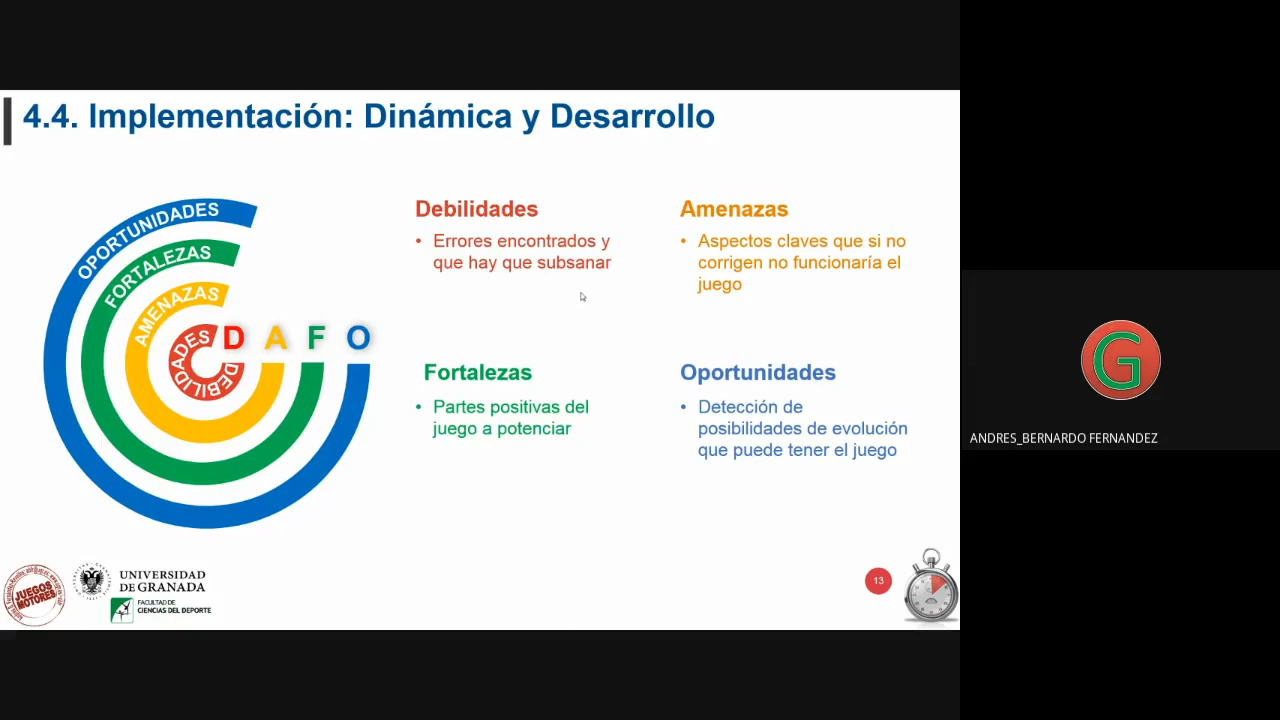 4.4. Implementación: Dinámica y Desarrollo
OPORTUNIDADES
FORTALEZAS
AMENAZAS
DEBILIDADES
D A F O
Debilidades
• Errores encontrados y
que hay que subsanar
Amenazas
• Aspectos claves que si no
corrigen no funcionaría el
juego
Fortalezas
• Partes positivas del
juego a potenciar
Oportunidades
• Detección de
posibilidades de evolución
que puede tener el juego
JUEGOS
MOTORES
UNIVERSIDAD
DE GRANADA
FACULTAD DE
CIENCIAS DEL DEPORTE
13
G
ANDRES_BERNARDO FERNANDEZ